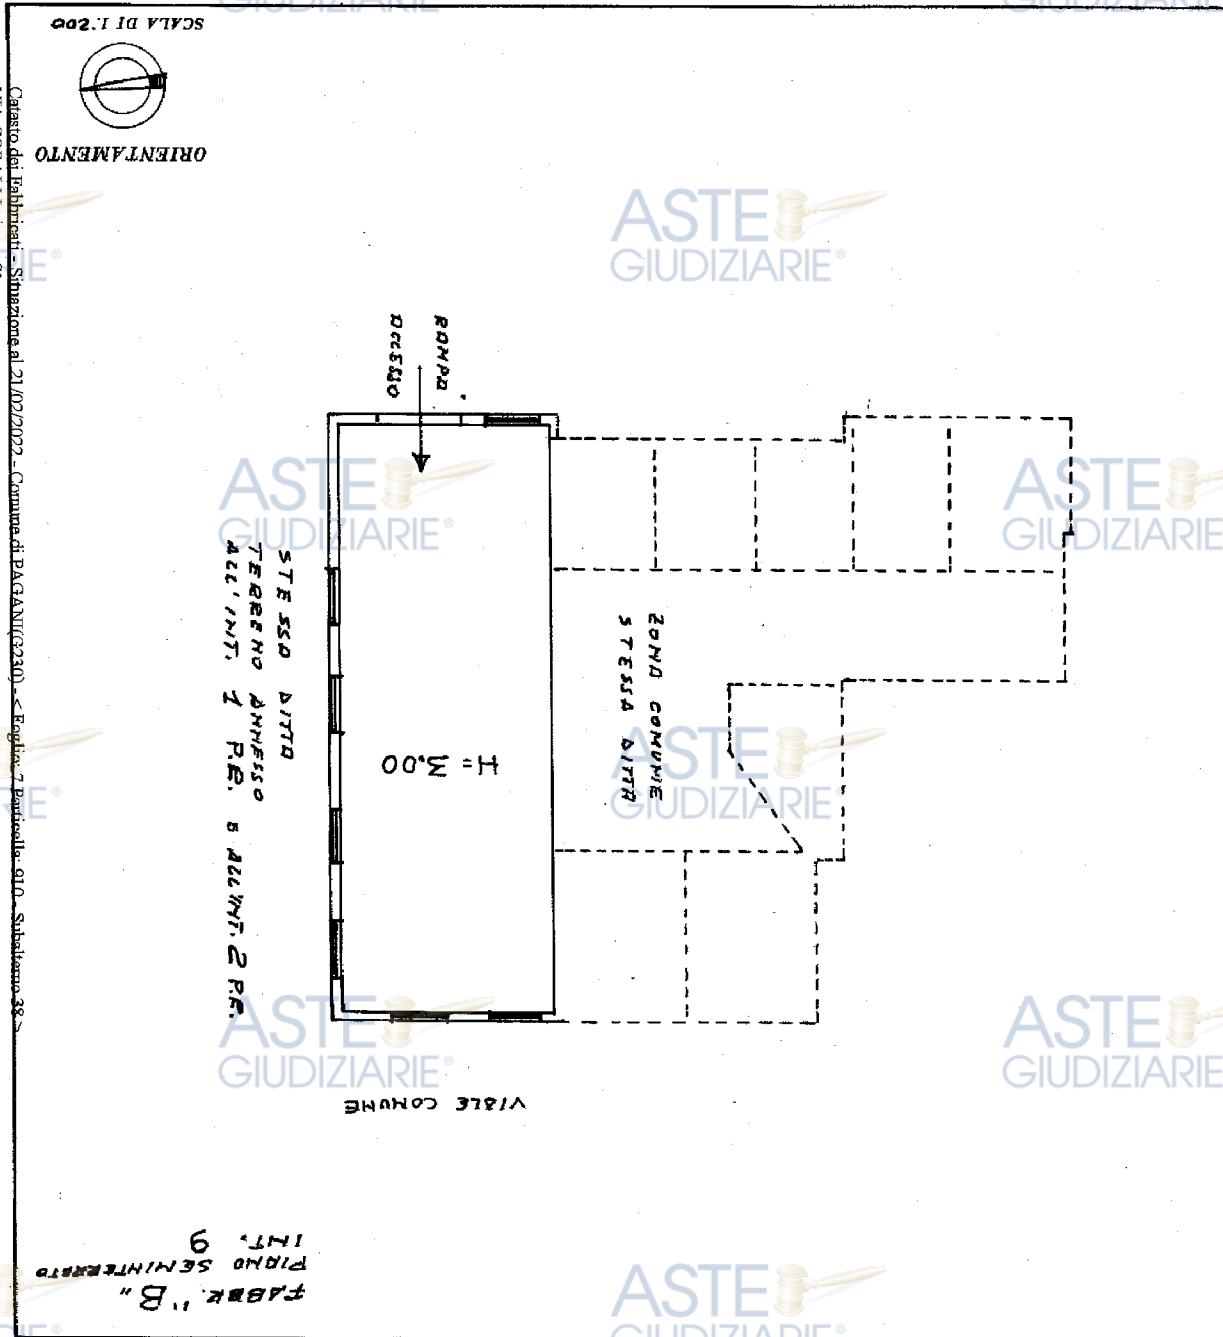 FABBR. "B"
PIANO SEMINTERRATO
INT. 9
VIALE COMUNE
H = 3.00
ZONA COMUNE
STESSA DITTA
STESSA DITTA
TERRENO ANNESSO
ALL'INT. 1 P.R. E ALL'INT. 2 P.R.
RAMPA
ACCESSO
ORIENTAMENTO
SCALA DI 1:200
Catasto dei Fabbricati - Situazione al 21/02/2022 - Comune di PAGANI(G230) - < Foglio: 7 Particella: 910 - Subalterno 38 >
ASTE
GIUDIZIARIE®
ASTE
GIUDIZIARIE®
ASTE
GIUDIZIARIE
ASTE
GIUDIZIARIE®
ASTE
GIUDIZIARIE®
ASTE
GIUDIZIARIE
ASTE
GIUDIZIARIE®